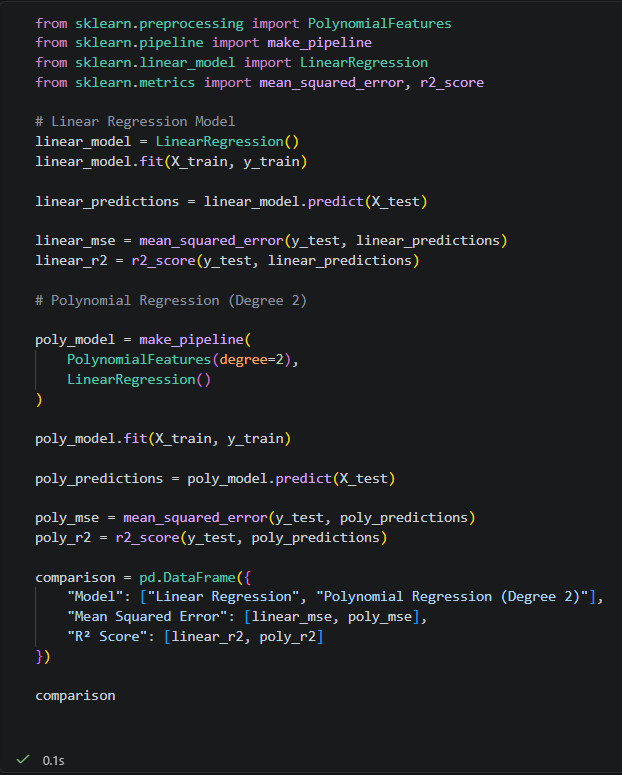 from sklearn.preprocessing import PolynomialFeatures
from sklearn.pipeline import make_pipeline
from sklearn.linear_model import LinearRegression
from sklearn.metrics import mean_squared_error, r2_score
# Linear Regression Model
linear_model = LinearRegression()
linear_model.fit(X_train, y_train)
linear_predictions = linear_model.predict(X_test)
linear_mse = mean_squared_error(y_test, linear_predictions)
linear_r2 = r2_score(y_test, linear_predictions)
# Polynomial Regression (Degree 2)
poly_model = make_pipeline(
    PolynomialFeatures(degree=2),
    LinearRegression()
)
poly_model.fit(X_train, y_train)
poly_predictions = poly_model.predict(X_test)
poly_mse = mean_squared_error(y_test, poly_predictions)
poly_r2 = r2_score(y_test, poly_predictions)
comparison = pd.DataFrame({
    "Model": ["Linear Regression", "Polynomial Regression (Degree 2)"],
    "Mean Squared Error": [linear_mse, poly_mse],
    "R² Score": [linear_r2, poly_r2]
})
comparison
0.1s